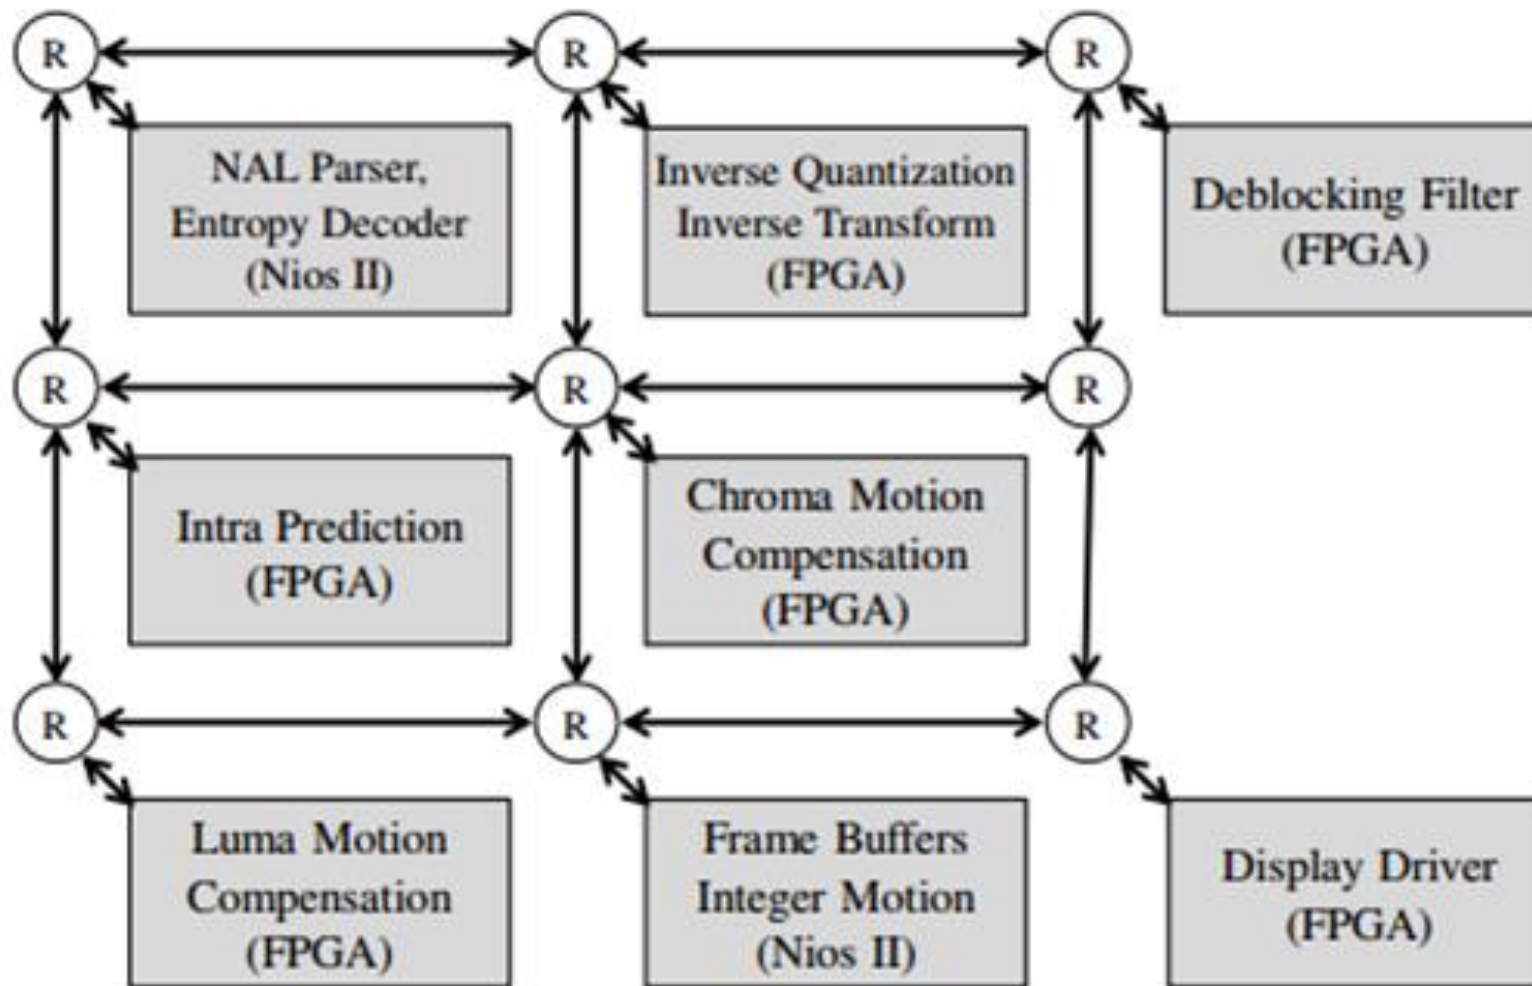 R
R
R
NAL Parser,
Entropy Decoder
(Nios II)
Inverse Quantization
Inverse Transform
(FPGA)
Deblocking Filter
(FPGA)
R
R
R
Intra Prediction
(FPGA)
Chroma Motion
Compensation
(FPGA)
R
R
R
Luma Motion
Compensation
(FPGA)
Frame Buffers
Integer Motion
(Nios II)
Display Driver
(FPGA)